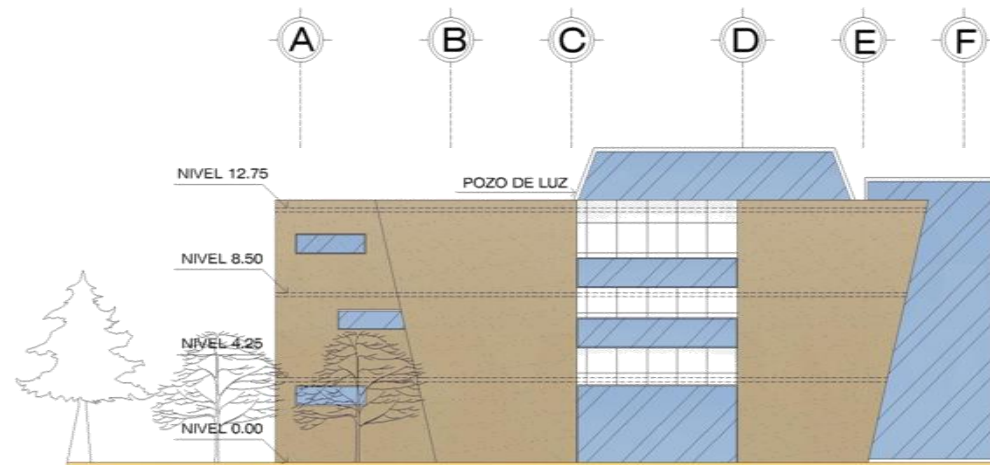 A B C D E F
NIVEL 12.75
POZO DE LUZ
NIVEL 8.50
NIVEL 4.25
NIVEL 0.00